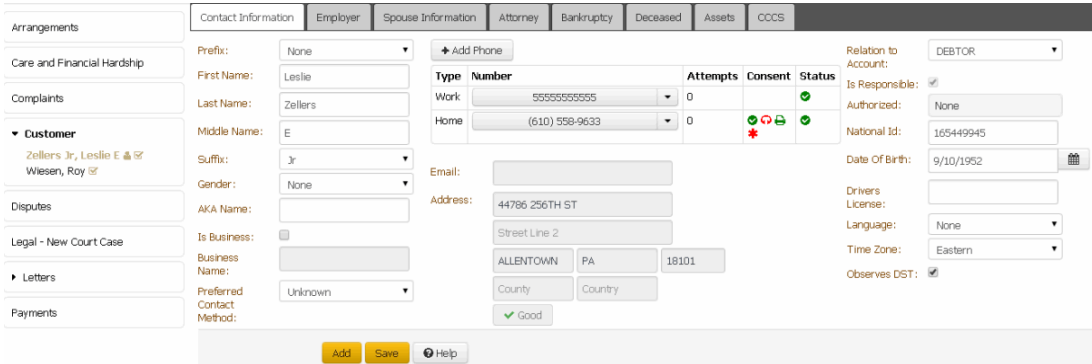 Arrangements
Care and Financial Hardship
Complaints
Customer
Zellers Jr, Leslie E
Wiesen, Roy
Disputes
Legal - New Court Case
Letters
Payments
Contact Information Employer Spouse Information Attorney Bankruptcy Deceased Assets CCCS
Prefix: None
First Name: Leslie
Last Name: Zellers
Middle Name: E
Suffix: Jr
Gender: None
AKA Name:
Is Business:
Business
Name:
Preferred
Contact
Method:
Unknown
Add Phone
Type Number Attempts Consent Status
Work 55555555555 0
Home (610) 558-9633 0
Email:
Address: 44786 256TH ST
Street Line 2
ALLENTOWN PA 18101
County Country
Good
Relation to
Account:
DEBTOR
Is Responsible:
Authorized: None
National Id: 165449945
Date Of Birth: 9/10/1952
Drivers
License:
Language: None
Time Zone: Eastern
Observes DST:
Add Save Help